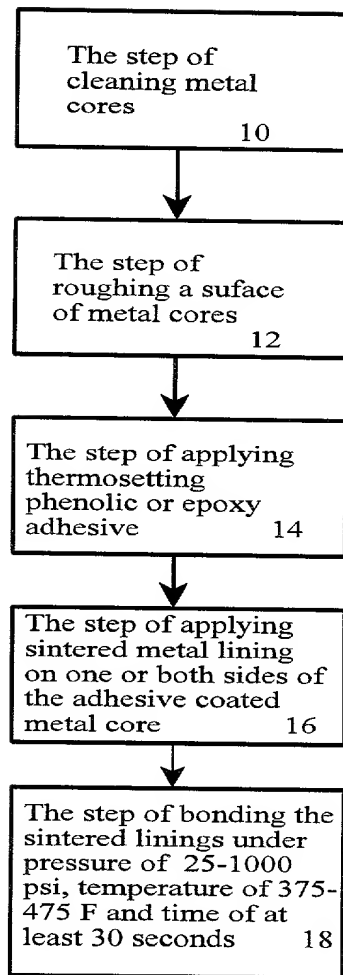 The step of
cleaning metal
cores
10
The step of
roughing a suface
of metal cores
12
The step of applying
thermosetting
phenolic or epoxy
adhesive 14
The step of applying
sintered metal lining
on one or both sides of
the adhesive coated
metal core 16
The step of bonding the
sintered linings under
pressure of 25-1000
psi, temperature of 375-
475 F and time of at
least 30 seconds 18